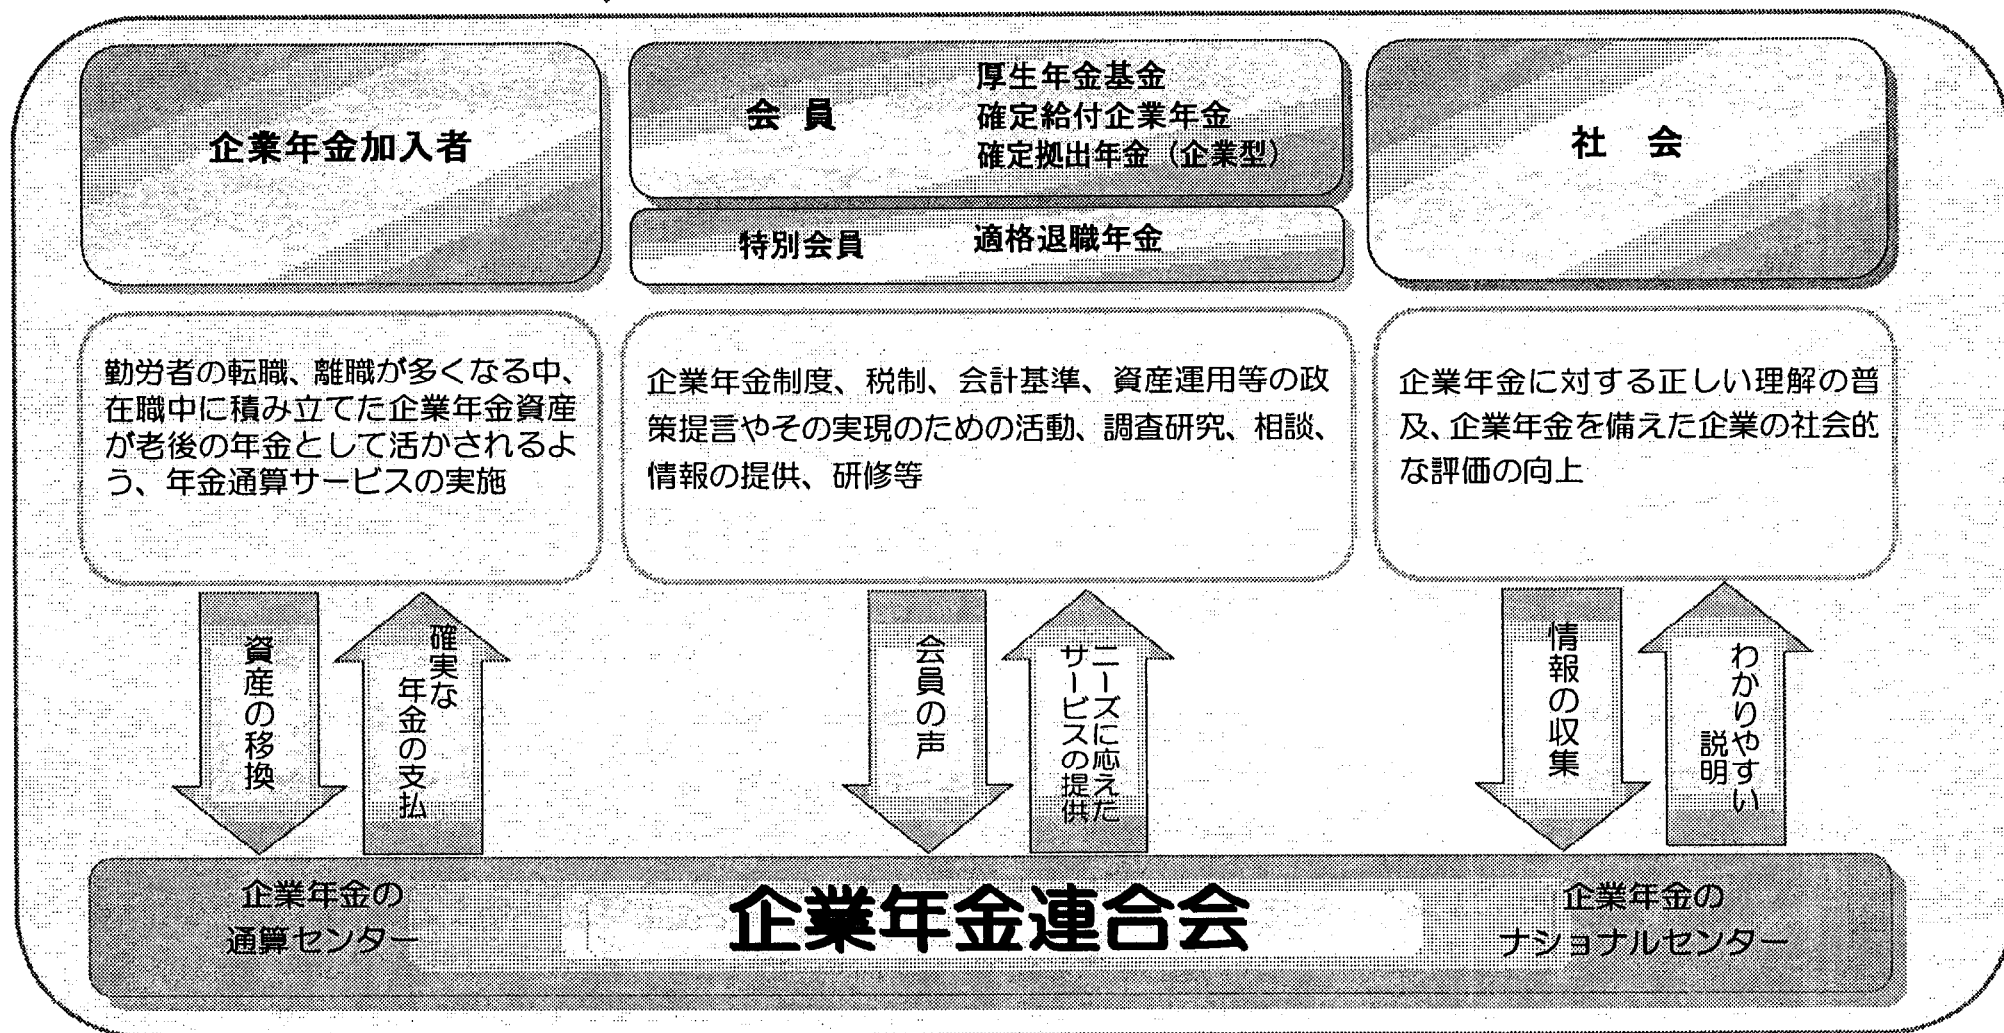 企業年金加入者
会 員
厚生年金基金
確定給付企業年金
確定拠出年金(企業型)
特別会員 適格退職年金
社 会
勤労者の転職、離職が多くなる中、
在職中に積み立てた企業年金資産
が老後の年金として活かされるよ
う、年金通算サービスの実施
企業年金制度、税制、会計基準、資産運用等の政
策提言やその実現のための活動、調査研究、相談、
情報の提供、研修等
企業年金に対する正しい理解の普
及、企業年金を備えた企業の社会的
な評価の向上
資産の移換
確実な
年金の支払
会員の声
ニーズに応えた
サービスの提供
情報の収集
わかりやすい
説明
企業年金の
通算センター
企業年金連合会
企業年金の
ナショナルセンター